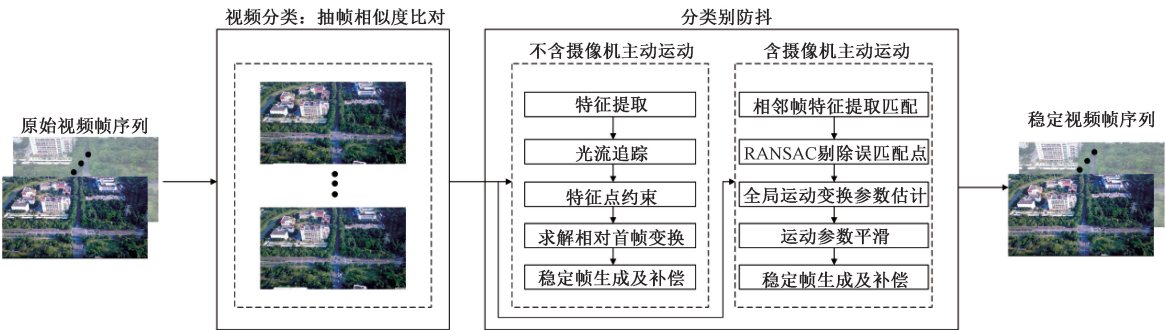 视频分类：抽帧相似度比对
分类别防抖
原始视频帧序列
不含摄像机主动运动
特征提取
光流追踪
特征点约束
求解相对首帧变换
稳定帧生成及补偿
含摄像机主动运动
相邻帧特征提取匹配
RANSAC剔除误匹配点
全局运动变换参数估计
运动参数平滑
稳定帧生成及补偿
稳定视频帧序列